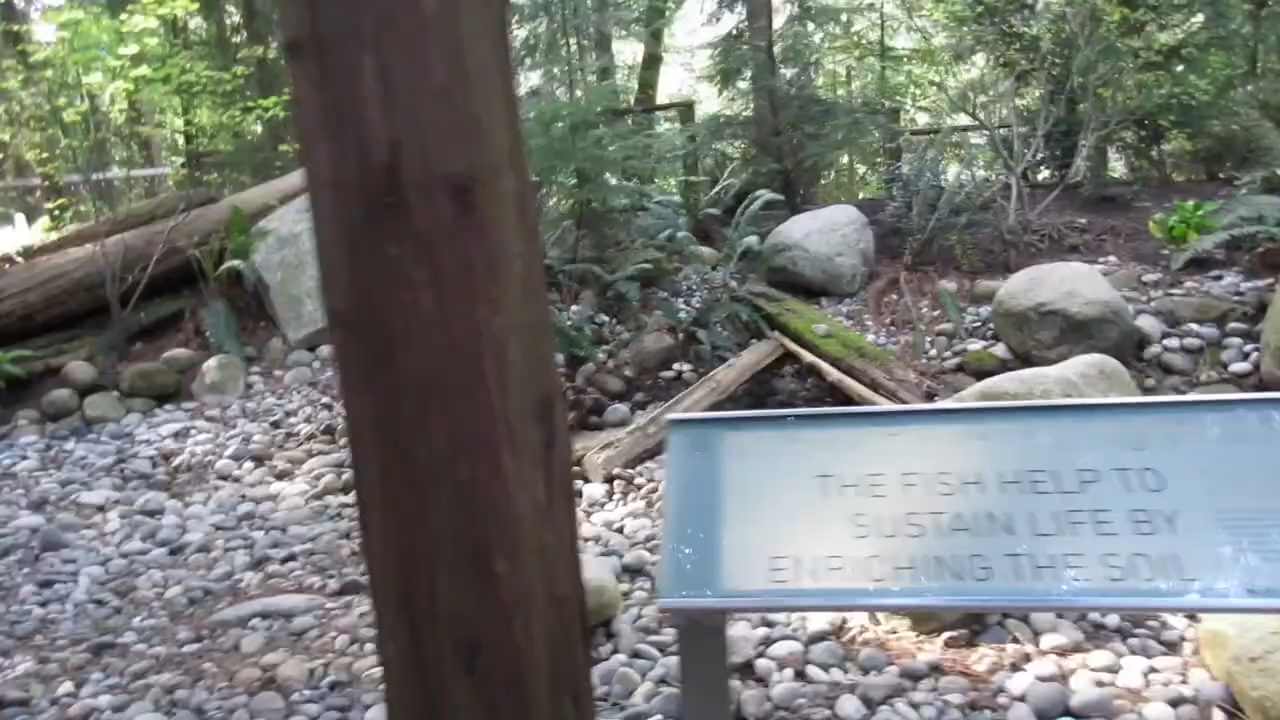 THE FISH HELP TO
SUSTAIN LIFE BY
ENRICHING THE SOIL